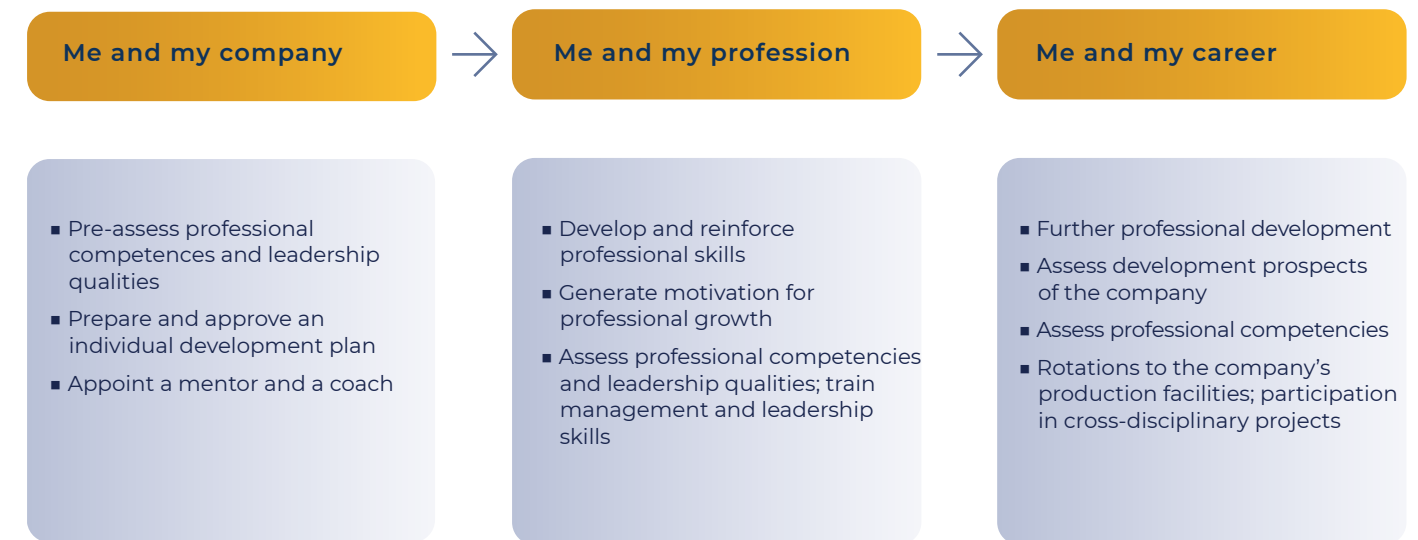 Me and my company
Me and my profession
Me and my career
▪ Pre-assess professional
competences and leadership
qualities
▪ Prepare and approve an
individual development plan
▪ Appoint a mentor and a coach
▪ Develop and reinforce
professional skills
▪ Generate motivation for
professional growth
▪ Assess professional competencies
and leadership qualities; train
management and leadership
skills
▪ Further professional development
▪ Assess development prospects
of the company
▪ Assess professional competencies
▪ Rotations to the company’s
production facilities; participation
in cross-disciplinary projects